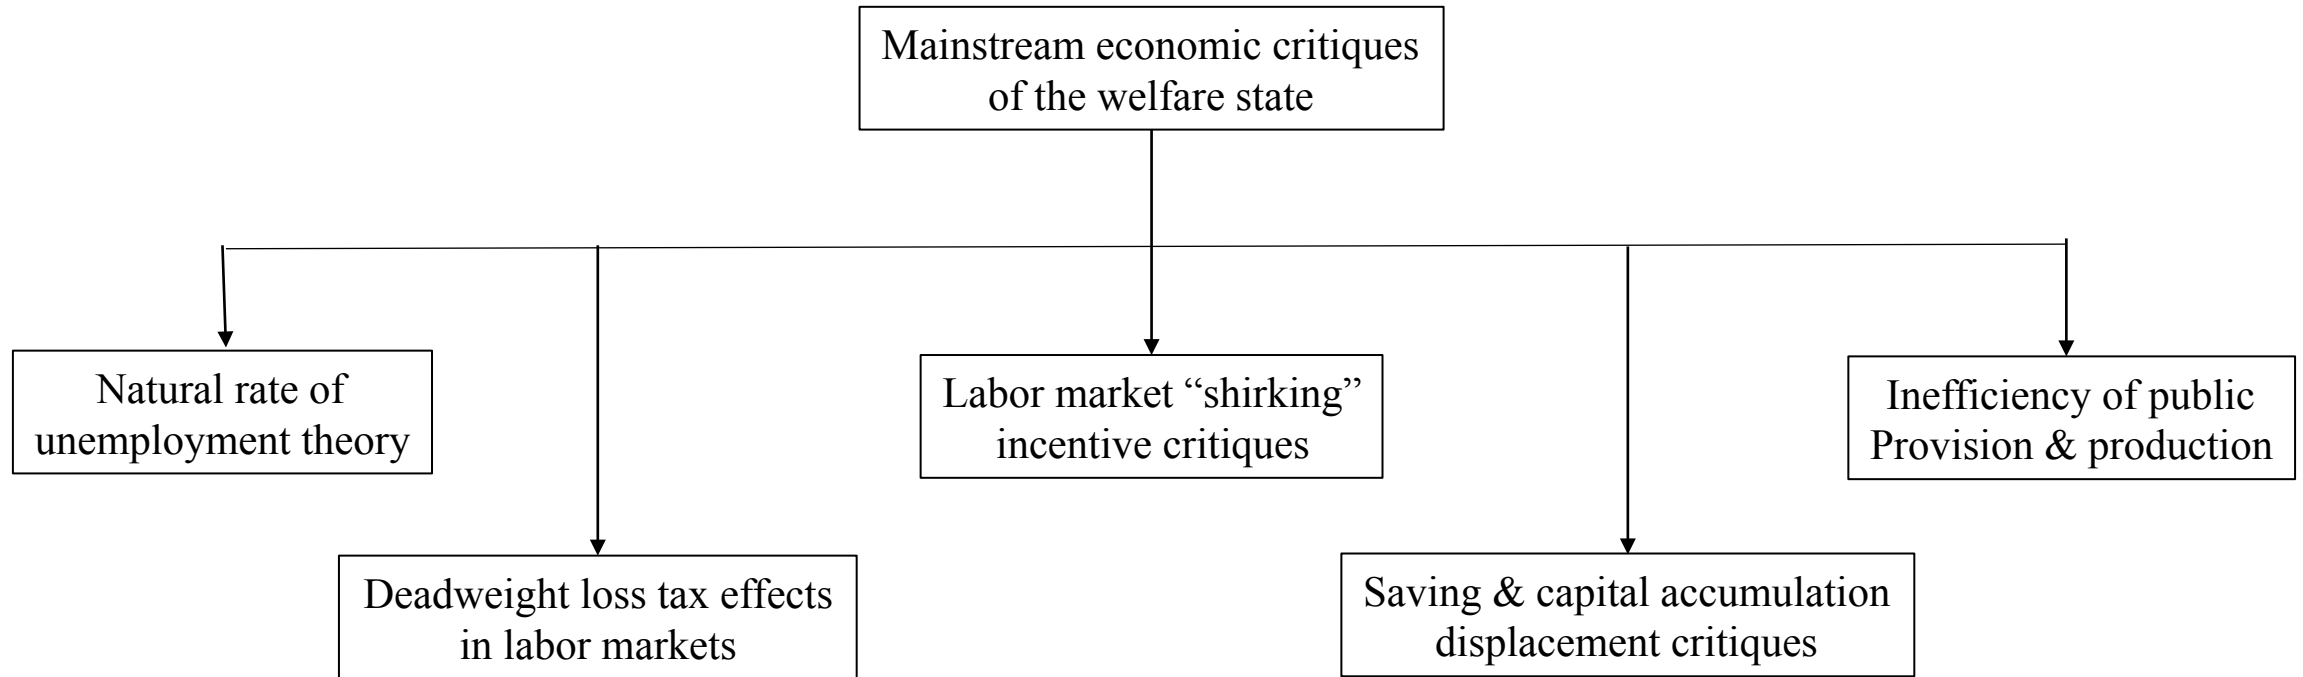 Mainstream economic critiques
of the welfare state
Natural rate of
unemployment theory
Labor market “shirking”
incentive critiques
Inefficiency of public
Provision & production
Deadweight loss tax effects
in labor markets
Saving & capital accumulation
displacement critiques